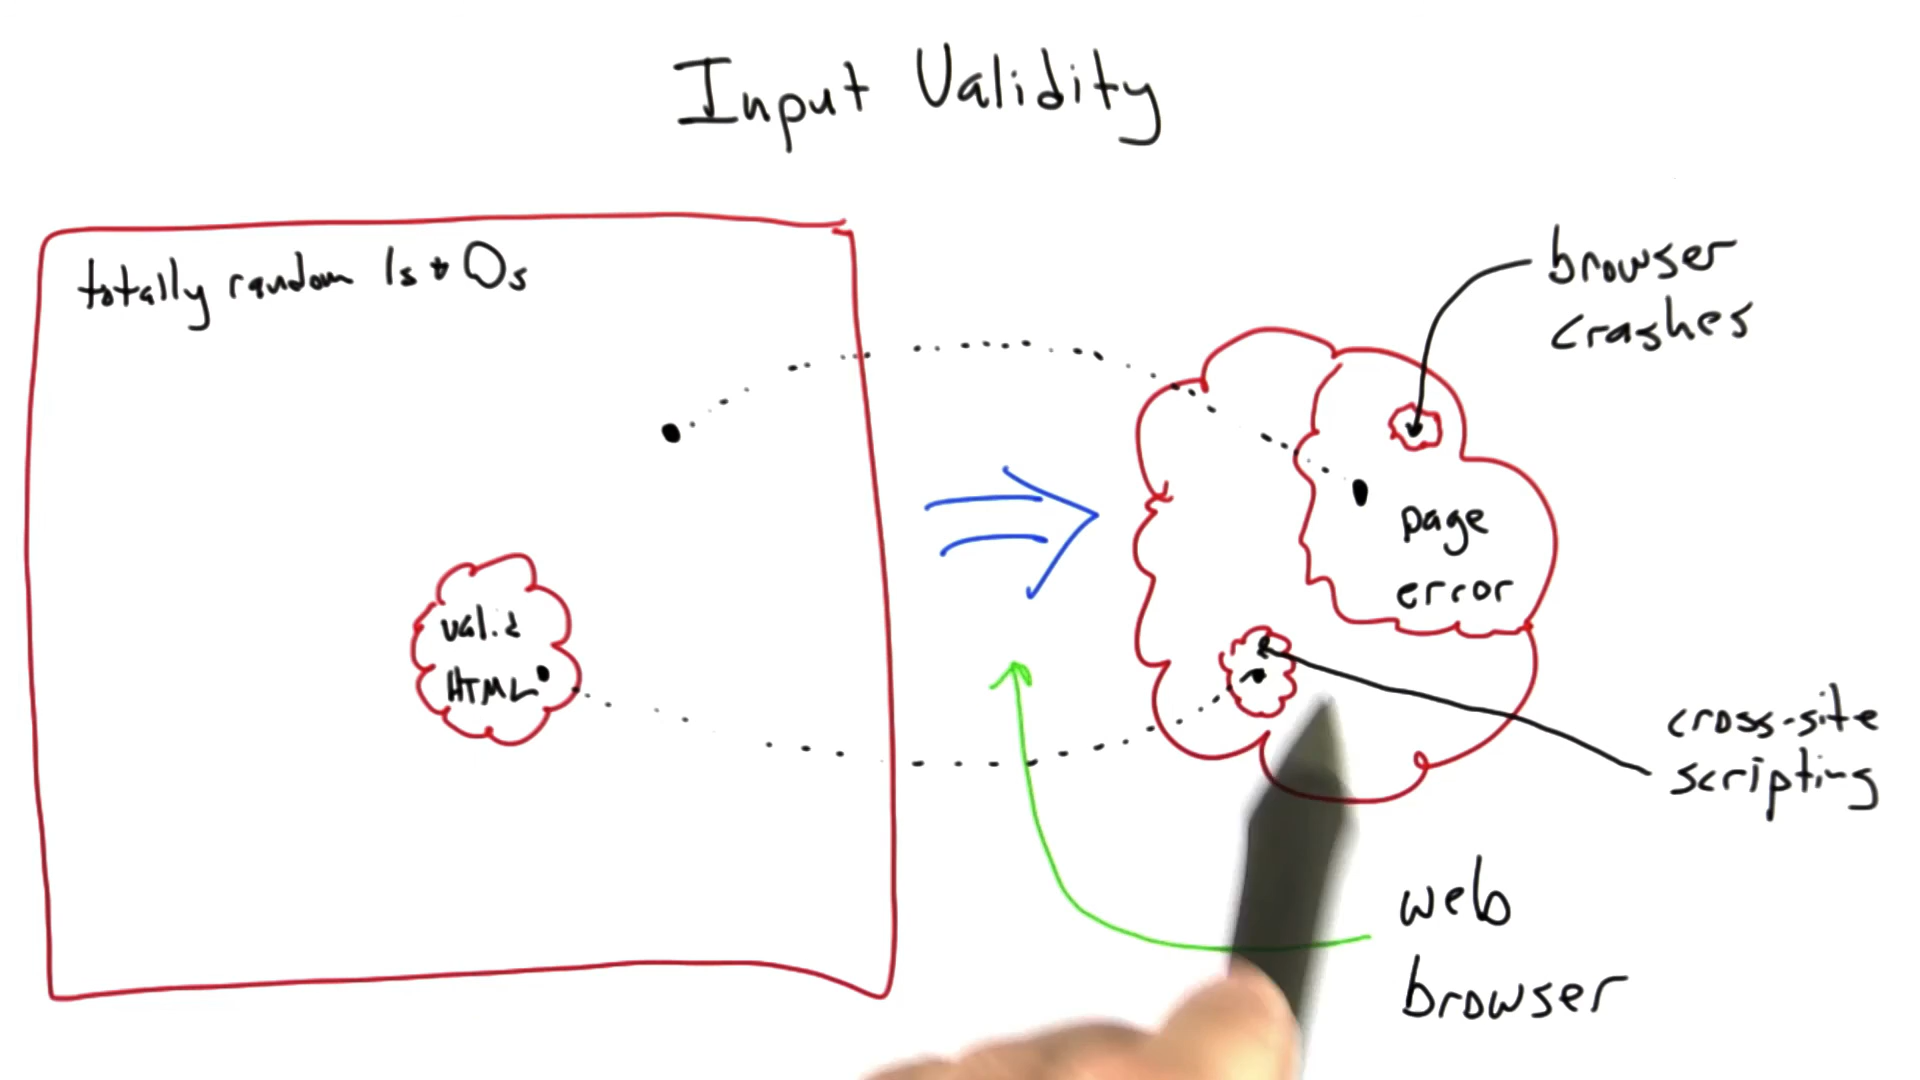 Input Validity
totally random 1s + 0s
browser
crashes
page
error
valid
HTML
cross-site
scripting
web
browser